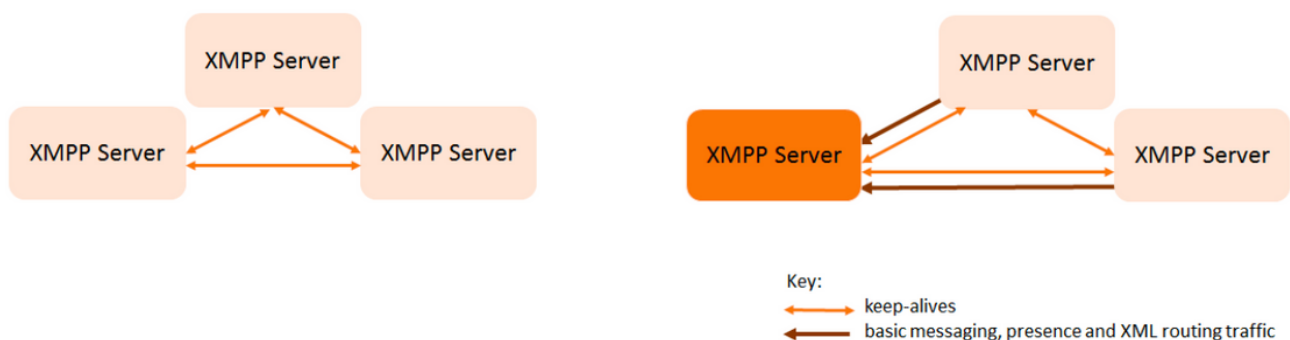 XMPP Server
XMPP Server
XMPP Server
XMPP Server
XMPP Server
XMPP Server
Key:
keep-alives
basic messaging, presence and XML routing traffic